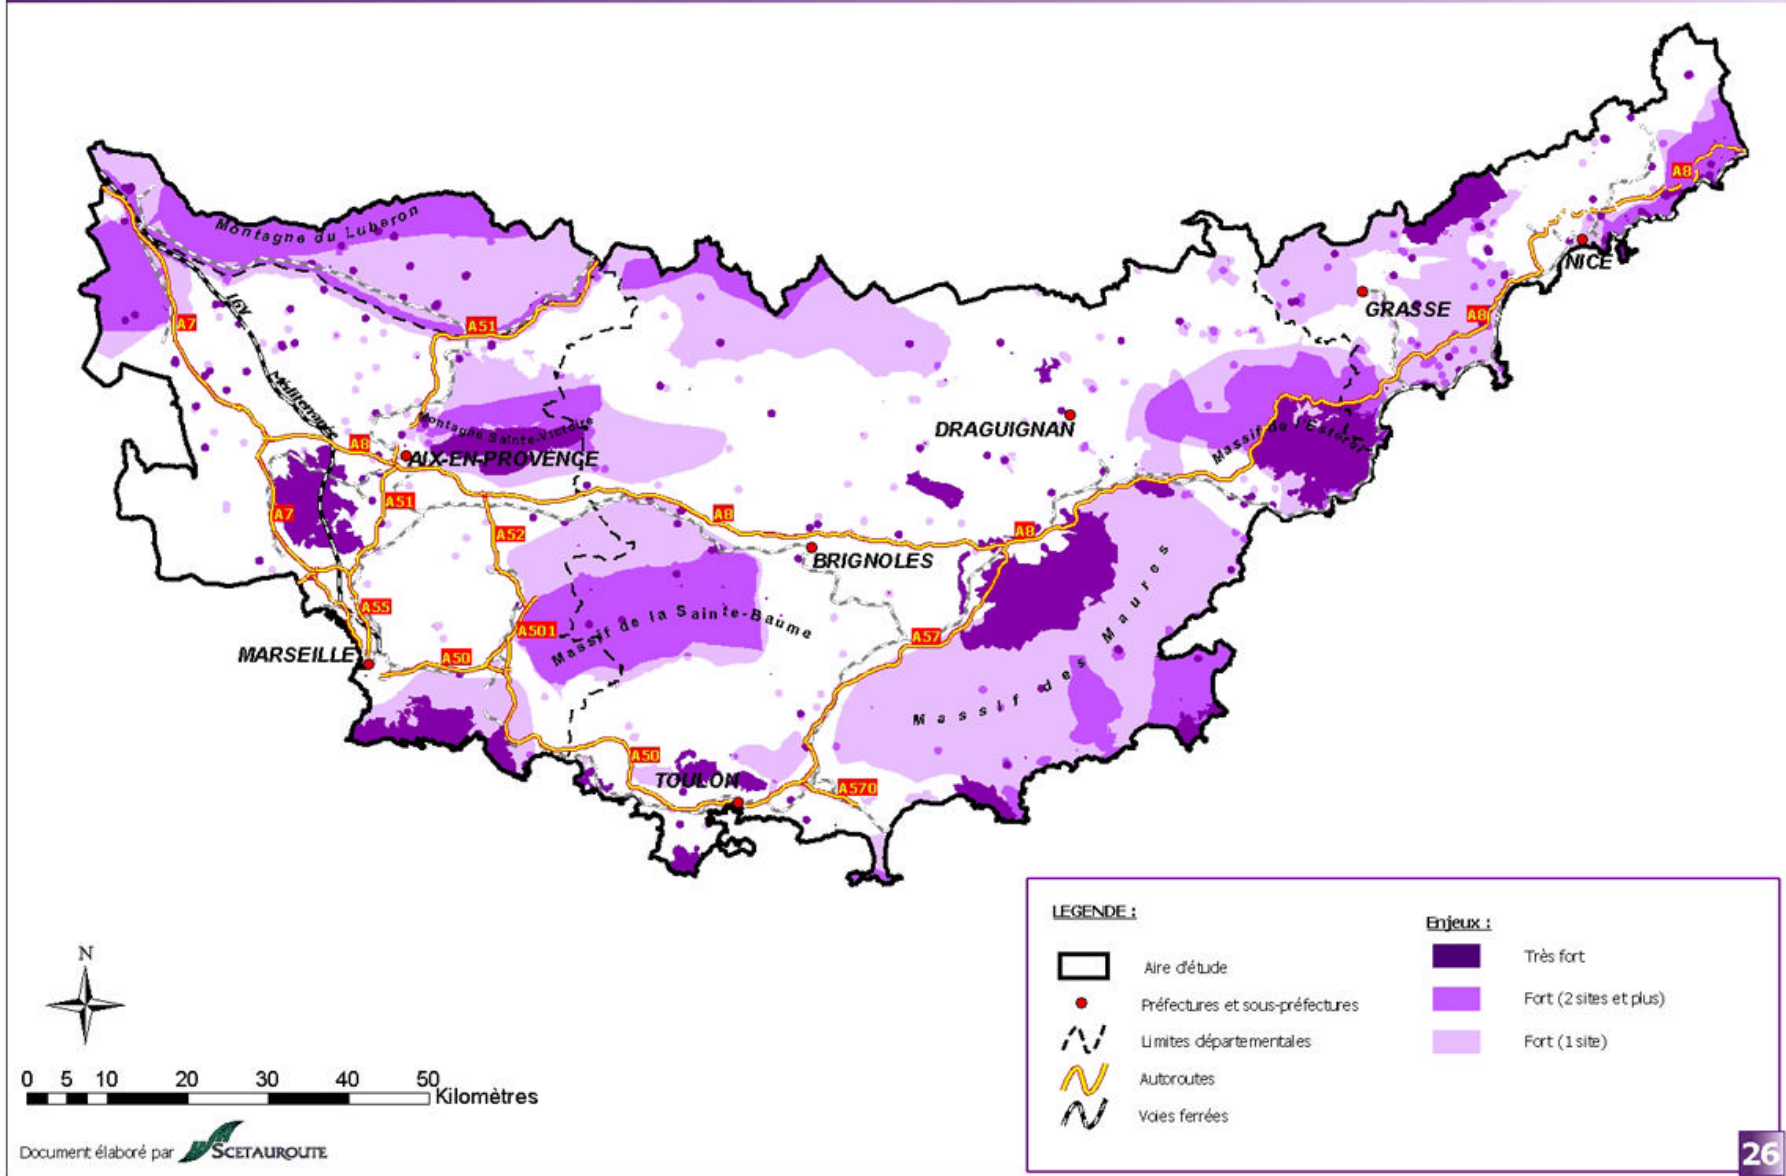 A8
Montagne du Luberon
NICE
TGV
A7
A51
GRASSE
A8
Méditerranée
Montagne Sainte-Victoire
DRAGUIGNAN
Massif de l'Esterel
A8
AIX-EN-PROVENCE
A51
A7
A52
A8
A8
BRIGNOLES
A55
A501
Massif de la Sainte-Baume
A57
Massif des Maures
MARSEILLE
A50
A50
TOULON
A570
LEGENDE :
Aire d'étude
Préfectures et sous-préfectures
Limites départementales
Autoroutes
Voies ferrées
Enjeux :
Très fort
Fort (2 sites et plus)
Fort (1 site)
N
0 5 10 20 30 40 50
Kilomètres
Document élaboré par SCETAUROUTE
26